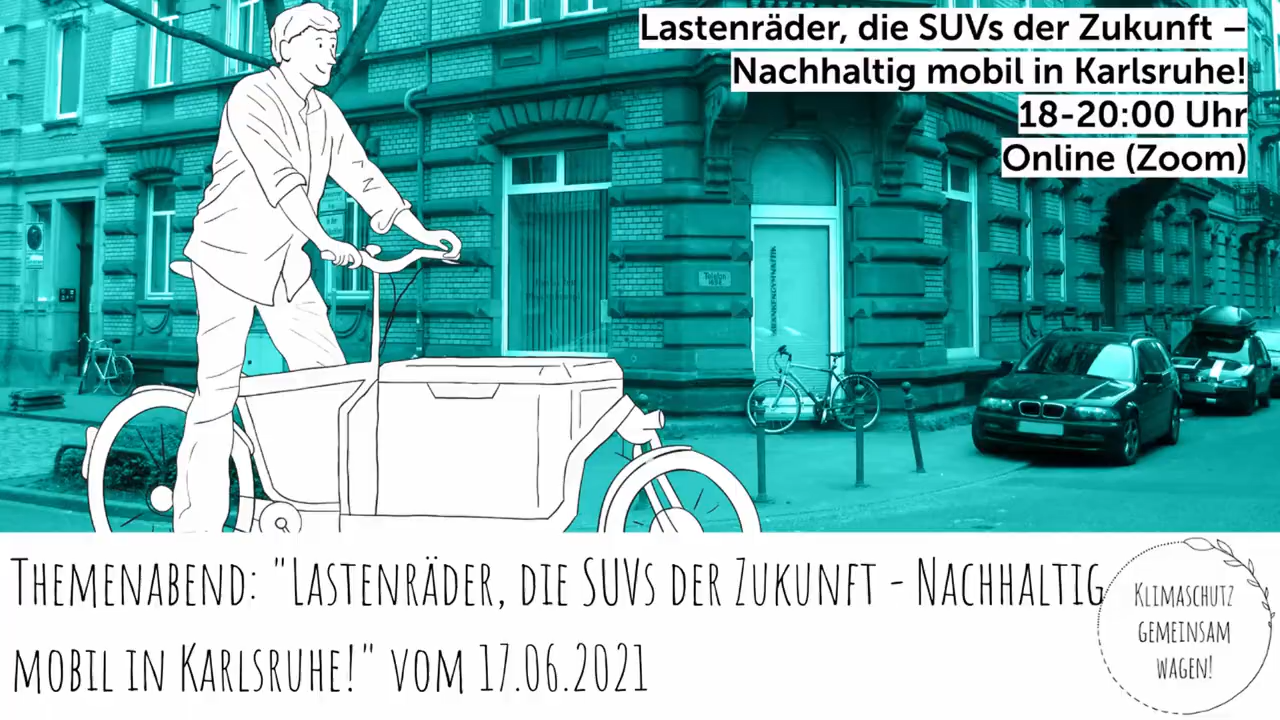 Lastenräder, die SUVs der Zukunft –
Nachhaltig mobil in Karlsruhe!
18-20:00 Uhr
Online (Zoom)
Telefon
Themenabend: "Lastenräder, die SUVs der Zukunft - Nachhaltig
mobil in Karlsruhe!" vom 17.06.2021
Klimaschutz
gemeinsam
wagen!